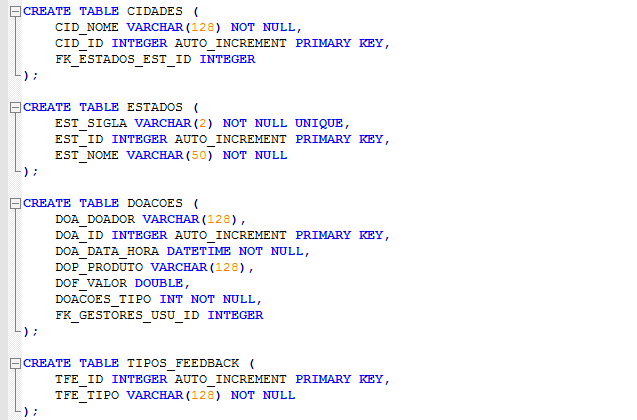 CREATE TABLE CIDADES (
    CID_NOME VARCHAR(128) NOT NULL,
    CID_ID INTEGER AUTO_INCREMENT PRIMARY KEY,
    FK_ESTADOS_EST_ID INTEGER
);
CREATE TABLE ESTADOS (
    EST_SIGLA VARCHAR(2) NOT NULL UNIQUE,
    EST_ID INTEGER AUTO_INCREMENT PRIMARY KEY,
    EST_NOME VARCHAR(50) NOT NULL
);
CREATE TABLE DOACOES (
    DOA_DOADOR VARCHAR(128),
    DOA_ID INTEGER AUTO_INCREMENT PRIMARY KEY,
    DOA_DATA_HORA DATETIME NOT NULL,
    DOP_PRODUTO VARCHAR(128),
    DOF_VALOR DOUBLE,
    DOACOES_TIPO INT NOT NULL,
    FK_GESTORES_USU_ID INTEGER
);
CREATE TABLE TIPOS_FEEDBACK (
    TFE_ID INTEGER AUTO_INCREMENT PRIMARY KEY,
    TFE_TIPO VARCHAR(128) NOT NULL
);